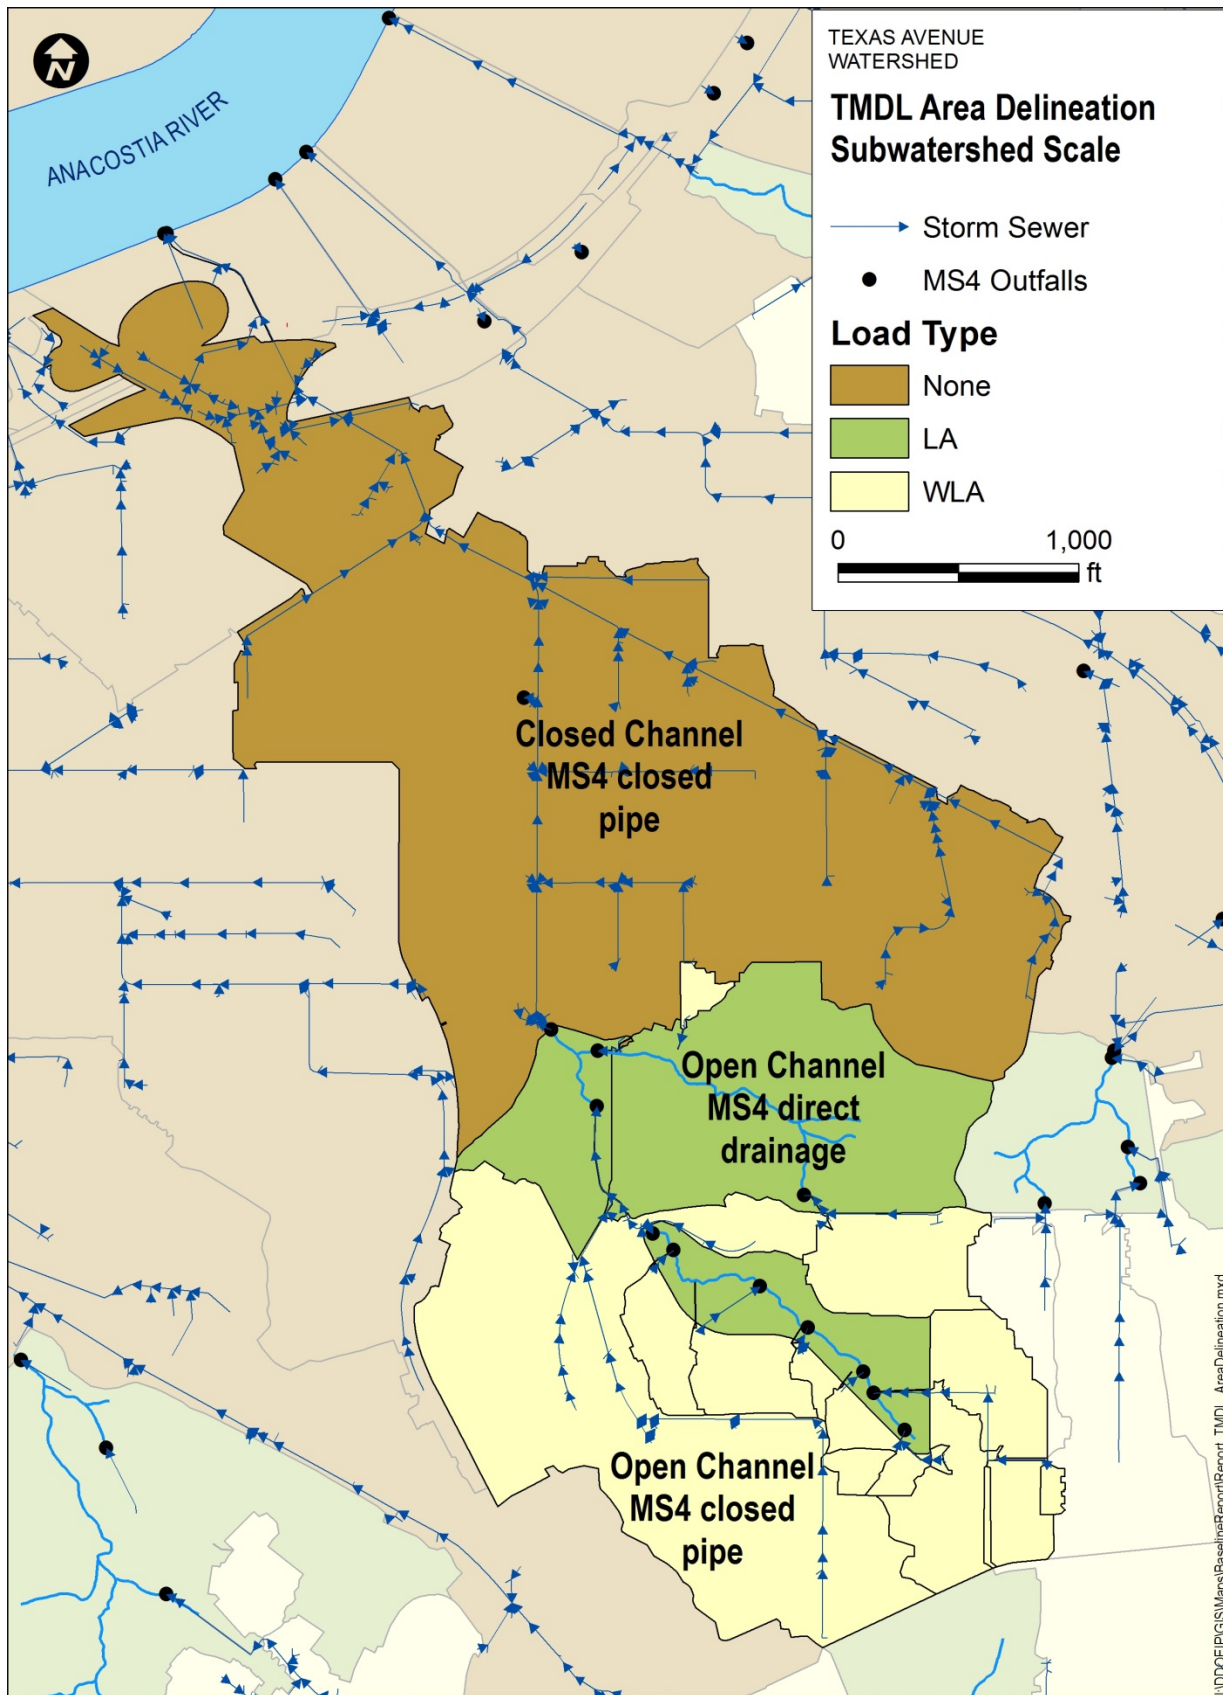 N
ANACOSTIA RIVER
TEXAS AVENUE
WATERSHED
TMDL Area Delineation
Subwatershed Scale
Storm Sewer
MS4 Outfalls
Load Type
None
LA
WLA
0 1,000
ft
Closed Channel
MS4 closed
pipe
Open Channel
MS4 direct
drainage
Open Channel
MS4 closed
pipe